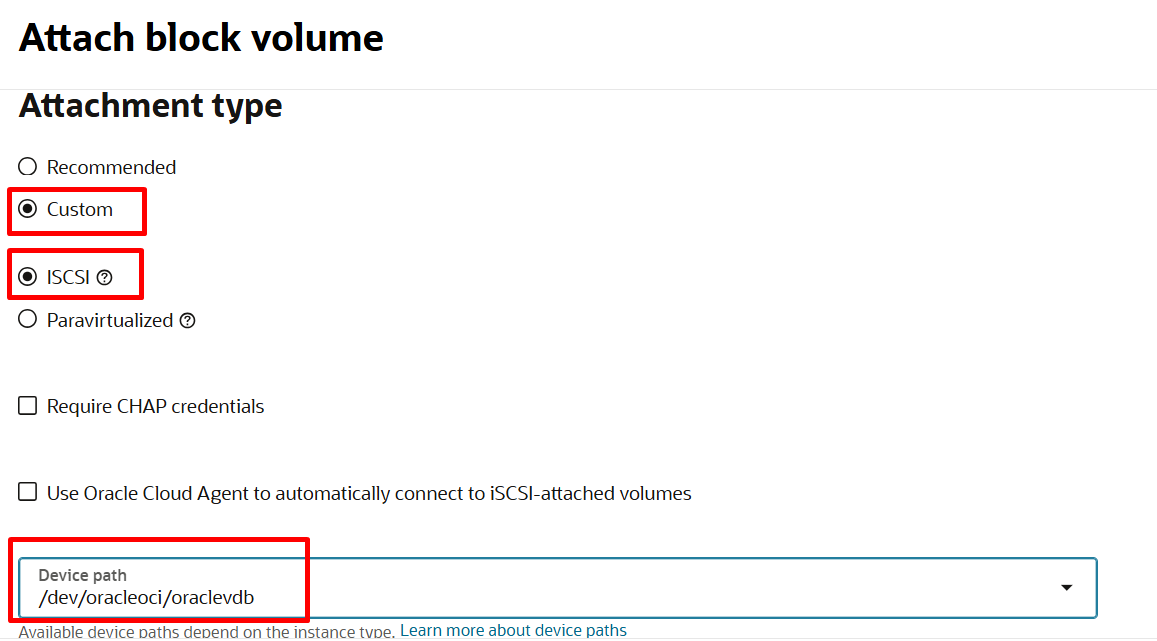 Attach block volume
Attachment type
Recommended
Custom
ISCSI
Paravirtualized
Require CHAP credentials
Use Oracle Cloud Agent to automatically connect to iSCSI-attached volumes
Device path
/dev/oracleoci/oraclevdb
Available device paths depend on the instance type. Learn more about device paths